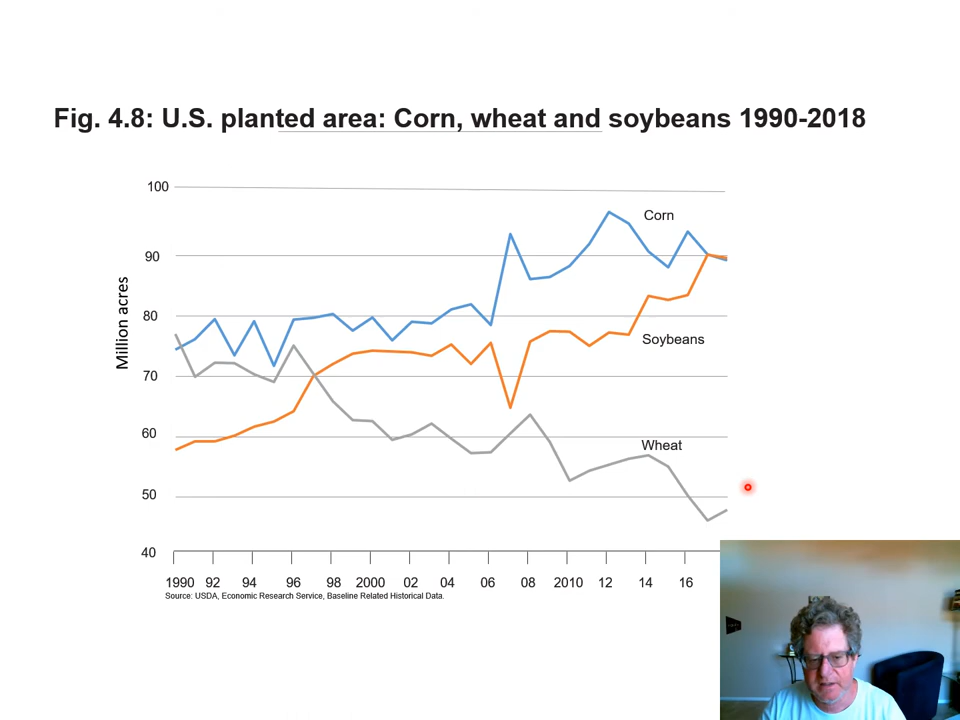 Fig. 4.8: U.S. planted area: Corn, wheat and soybeans 1990-2018
100
Corn
90
Million acres
80
Soybeans
70
60
Wheat
50
40
1990 92 94 96 98 2000 02 04 06 08 2010 12 14 16
Source: USDA, Economic Research Service, Baseline Related Historical Data.